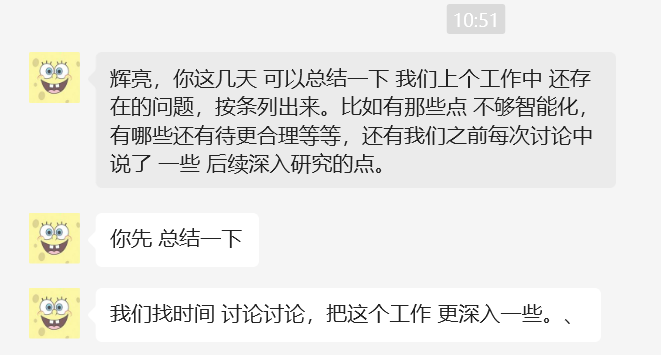 10:51
辉亮，你这几天 可以总结一下 我们上个工作中 还存
在的问题，按条列出来。比如有那些点 不够智能化，
有哪些还有待更合理等等，还有我们之前每次讨论中
说了 一些 后续深入研究的点。
你先 总结一下
我们找时间 讨论讨论，把这个工作 更深入一些。、